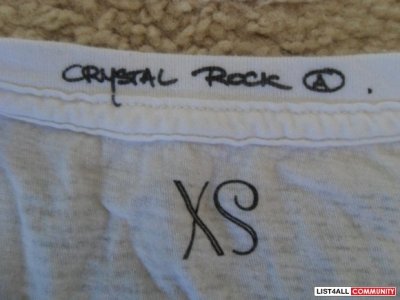 CRYSTAL ROCK Ⓐ .
XS
LIST4ALL COMMUNITY